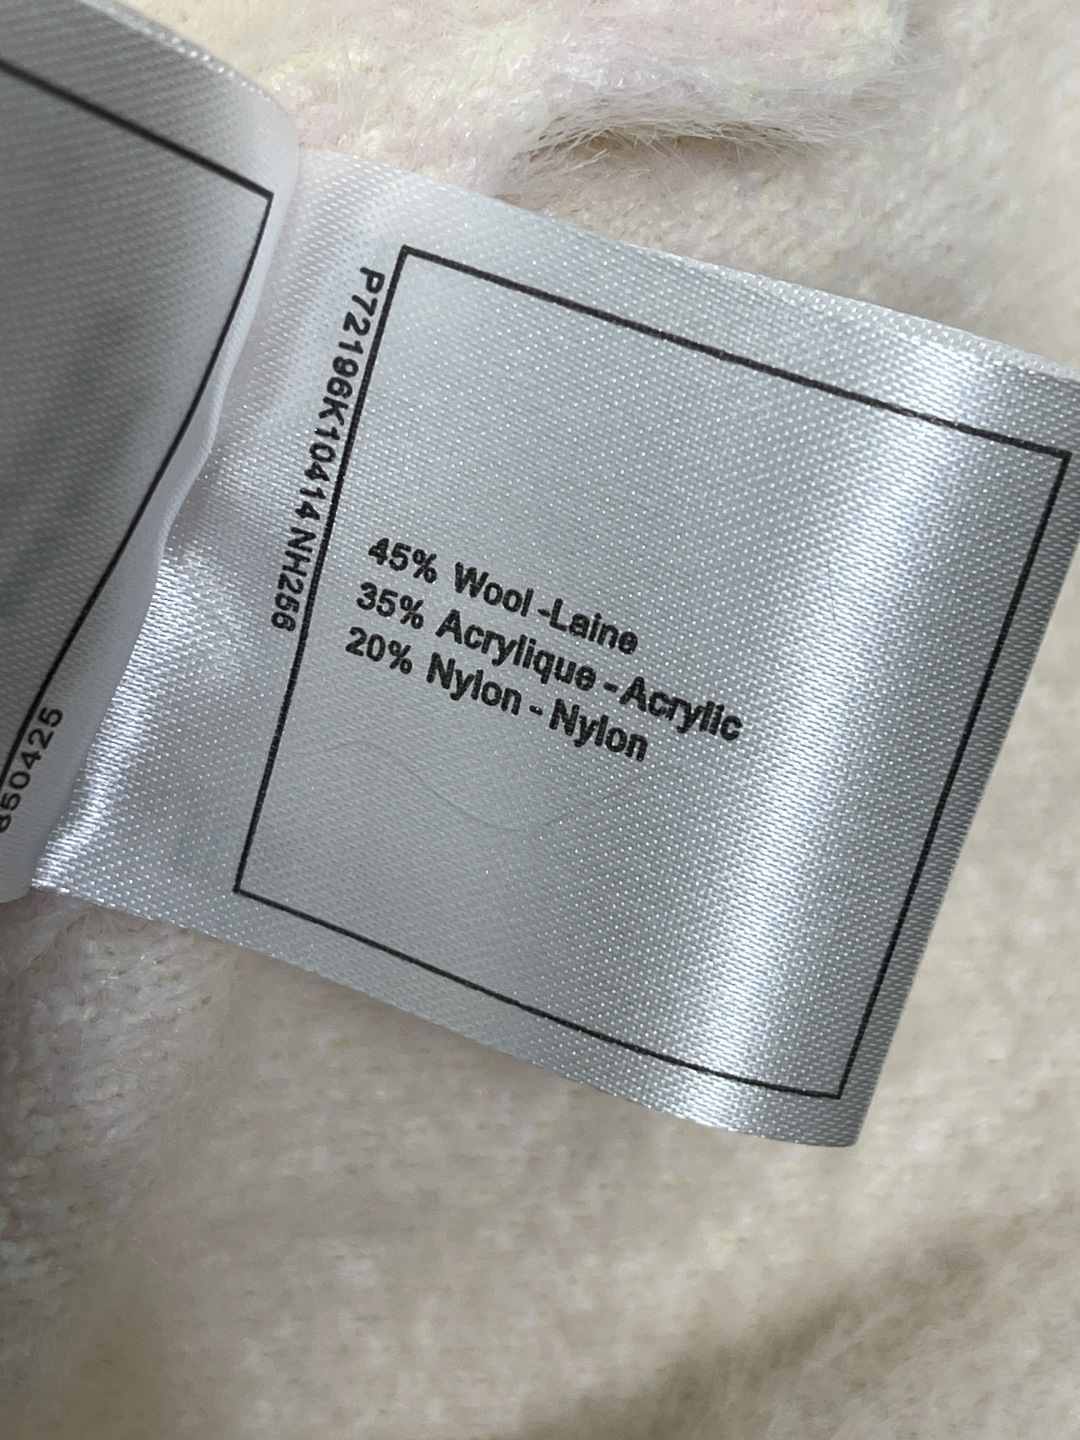 P72196K10414 NH256
45% Wool -Laine
35% Acrylique - Acrylic
20% Nylon - Nylon
850425